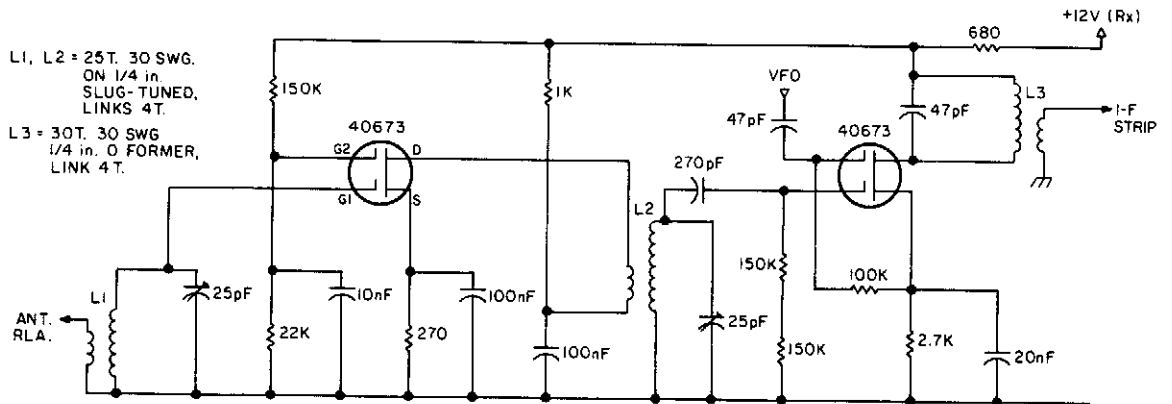 L1, L2 = 25T. 30 SWG.
ON 1/4 in.
SLUG-TUNED,
LINKS 4T.
L3 = 30T. 30 SWG
1/4 in. O FORMER,
LINK 4T.
+12V (Rx)
680
150K
1K
VFO
47pF
47pF
L3
I-F
STRIP
40673
40673
G2
D
G1
S
270pF
L2
L1
25pF
10nF
100nF
150K
100K
25pF
ANT.
RLA.
22K
270
100nF
150K
2.7K
20nF